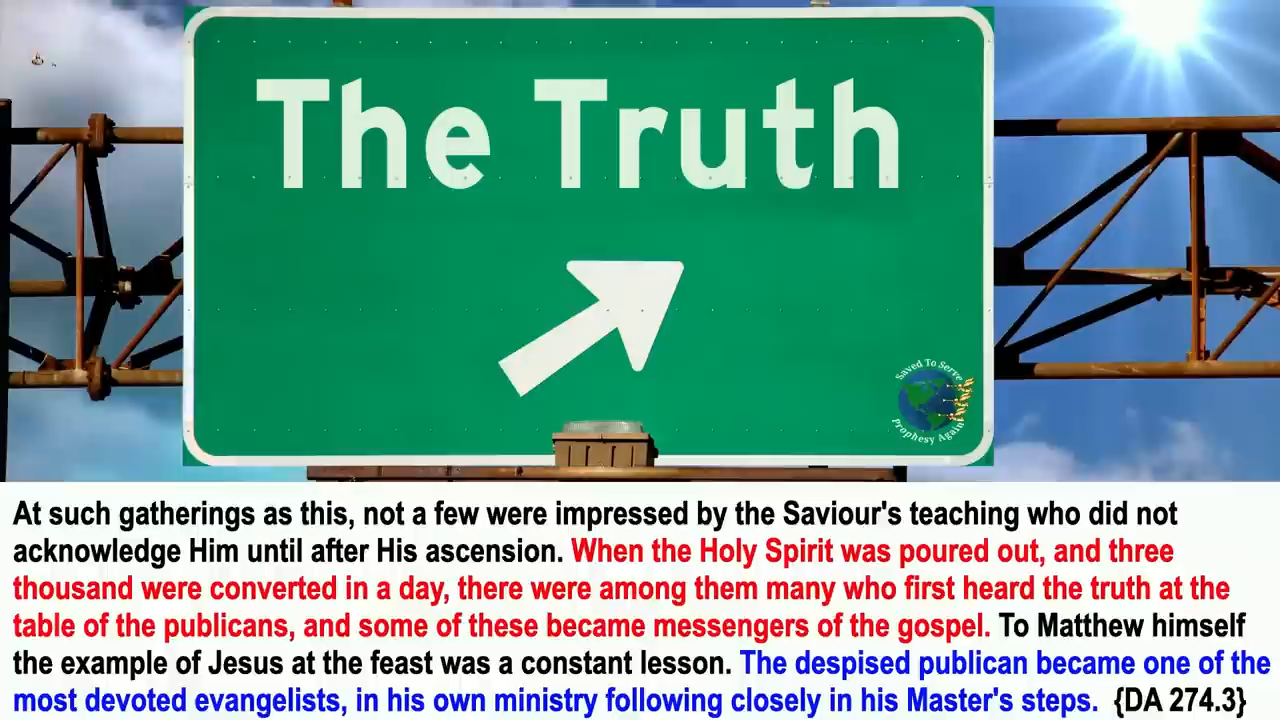 The Truth
Saved To Serve
Prophesy Again
At such gatherings as this, not a few were impressed by the Saviour's teaching who did not
acknowledge Him until after His ascension. When the Holy Spirit was poured out, and three
thousand were converted in a day, there were among them many who first heard the truth at the
table of the publicans, and some of these became messengers of the gospel. To Matthew himself
the example of Jesus at the feast was a constant lesson. The despised publican became one of the
most devoted evangelists, in his own ministry following closely in his Master's steps. {DA 274.3}